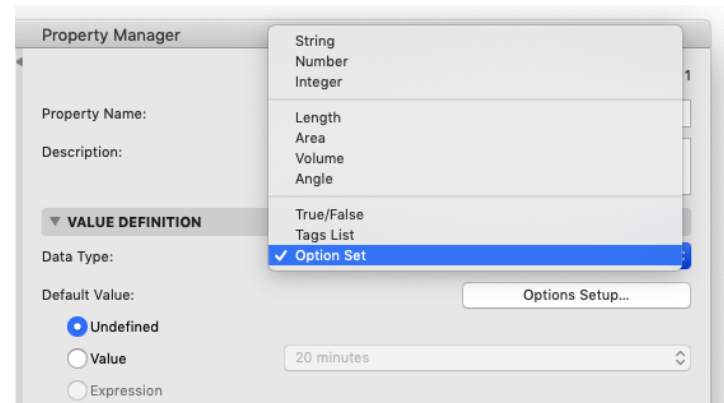 Property Manager
String
Number
Integer
1
Property Name:
Length
Area
Description:
Volume
Angle
VALUE DEFINITION
True/False
Tags List
Data Type:
Option Set
Default Value:
Options Setup...
Undefined
Value
20 minutes
Expression